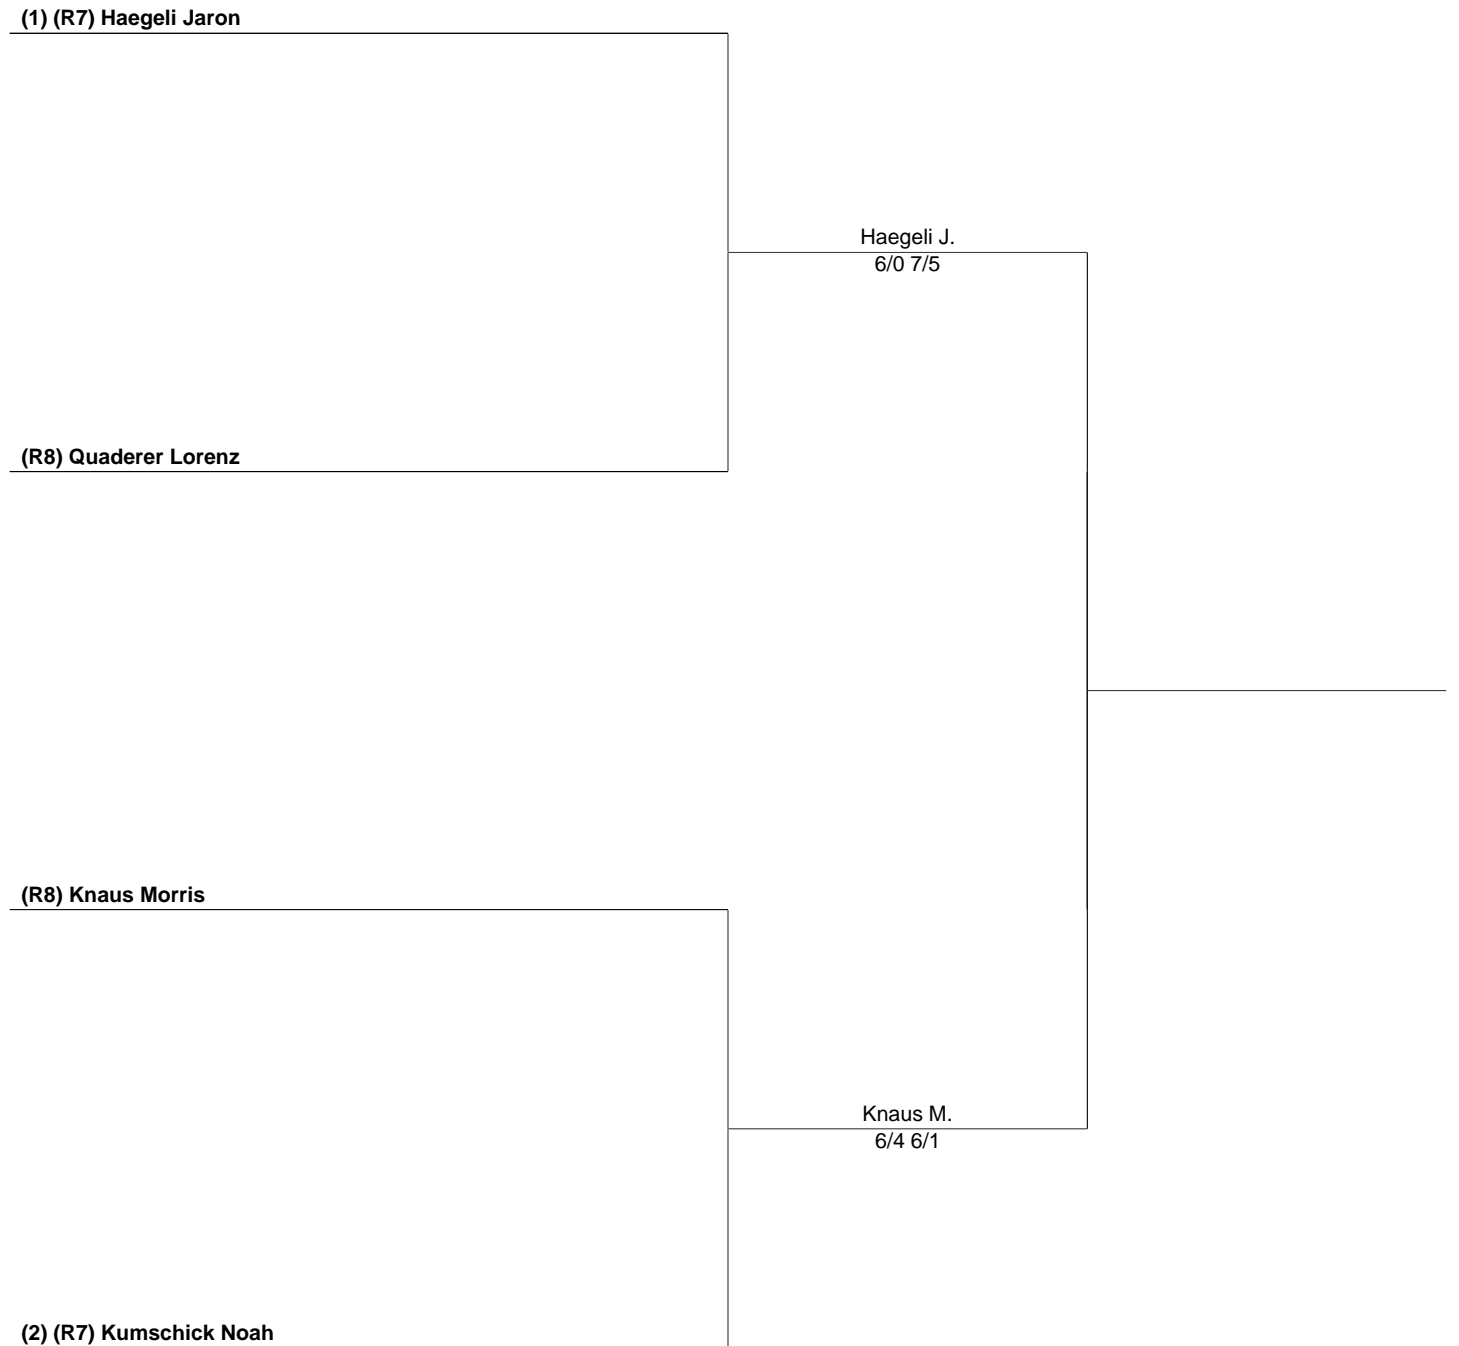 (1) (R7) Haegeli Jaron
Haegeli J.
6/0 7/5
(R8) Quaderer Lorenz
(R8) Knaus Morris
Knaus M.
6/4 6/1
(2) (R7) Kumschick Noah